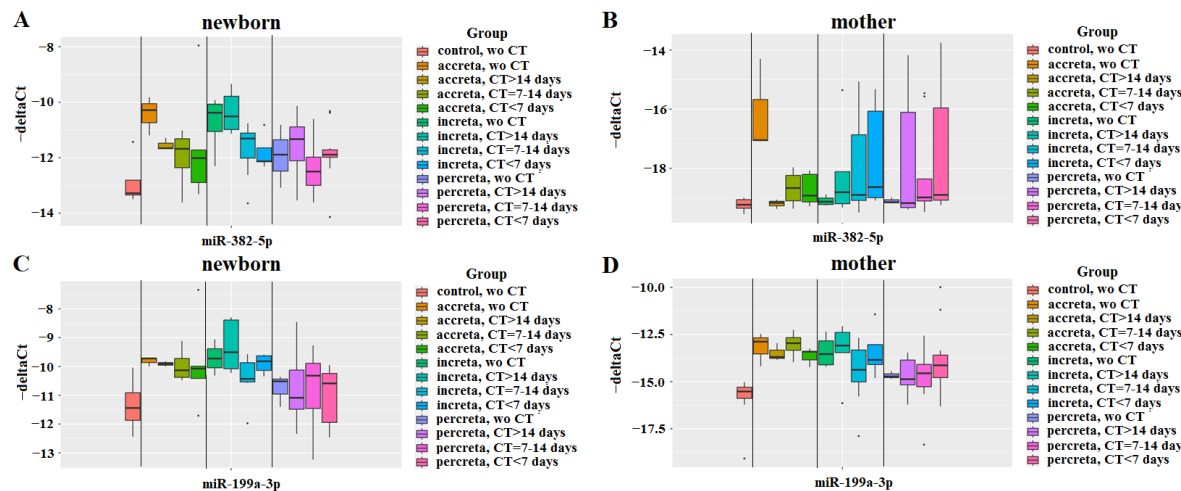 A
newborn
−deltaCt
−8
−10
−12
−14
miR-382-5p
Group
control, wo CT
accreta, wo CT
accreta, CT>14 days
accreta, CT=7-14 days
accreta, CT<7 days
increta, wo CT
increta, CT>14 days
increta, CT=7-14 days
increta, CT<7 days
percreta, wo CT
percreta, CT>14 days
percreta, CT=7-14 days
percreta, CT<7 days
B
mother
−deltaCt
−14
−16
−18
miR-382-5p
Group
control, wo CT
accreta, wo CT
accreta, CT>14 days
accreta, CT=7-14 days
accreta, CT<7 days
increta, wo CT
increta, CT>14 days
increta, CT=7-14 days
increta, CT<7 days
percreta, wo CT
percreta, CT>14 days
percreta, CT=7-14 days
percreta, CT<7 days
C
newborn
−deltaCt
−8
−9
−10
−11
−12
−13
miR-199a-3p
Group
control, wo CT
accreta, wo CT
accreta, CT>14 days
accreta, CT=7-14 days
accreta, CT<7 days
increta, wo CT
increta, CT>14 days
increta, CT=7-14 days
increta, CT<7 days
percreta, wo CT
percreta, CT>14 days
percreta, CT=7-14 days
percreta, CT<7 days
D
mother
−deltaCt
−10.0
−12.5
−15.0
−17.5
miR-199a-3p
Group
control, wo CT
accreta, wo CT
accreta, CT>14 days
accreta, CT=7-14 days
accreta, CT<7 days
increta, wo CT
increta, CT>14 days
increta, CT=7-14 days
increta, CT<7 days
percreta, wo CT
percreta, CT>14 days
percreta, CT=7-14 days
percreta, CT<7 days